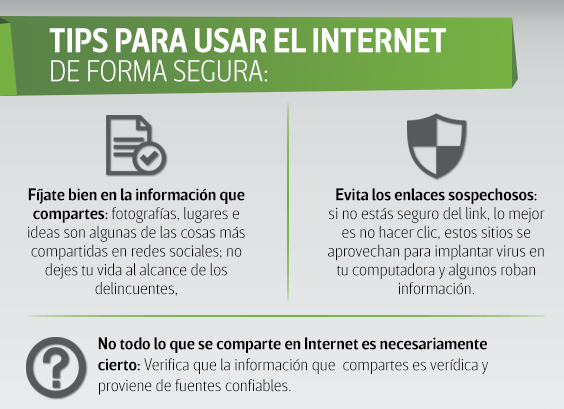 TIPS PARA USAR EL INTERNET
DE FORMA SEGURA:
Fíjate bien en la información que
compartes: fotografías, lugares e
ideas son algunas de las cosas más
compartidas en redes sociales; no
dejes tu vida al alcance de los
delincuentes,
Evita los enlaces sospechosos:
si no estás seguro del link, lo mejor
es no hacer clic, estos sitios se
aprovechan para implantar virus en
tu computadora y algunos roban
información.
No todo lo que se comparte en Internet es necesariamente
cierto: Verifica que la información que  compartes es verídica y
proviene de fuentes confiables.